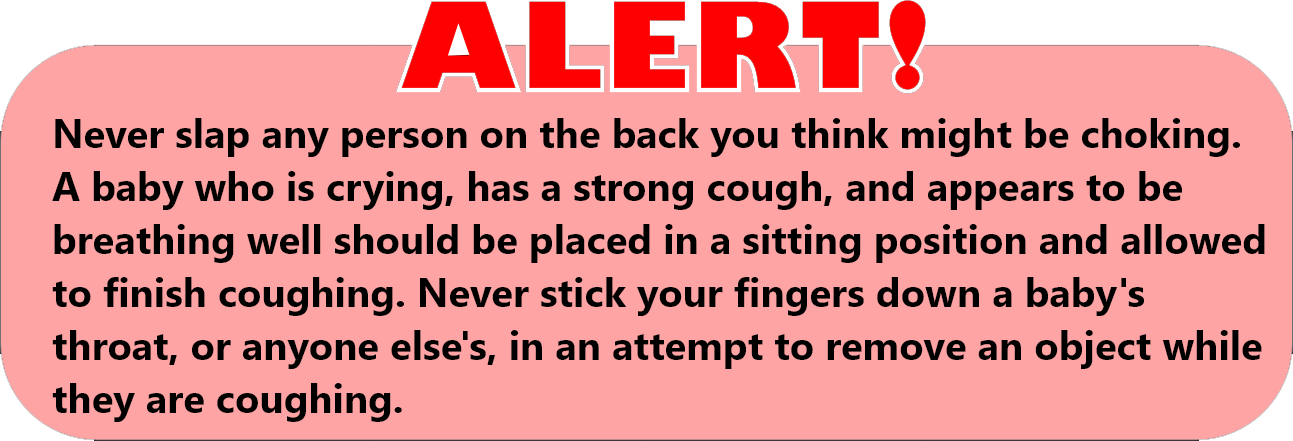 ALERT!
Never slap any person on the back you think might be choking.
A baby who is crying, has a strong cough, and appears to be
breathing well should be placed in a sitting position and allowed
to finish coughing. Never stick your fingers down a baby's
throat, or anyone else's, in an attempt to remove an object while
they are coughing.